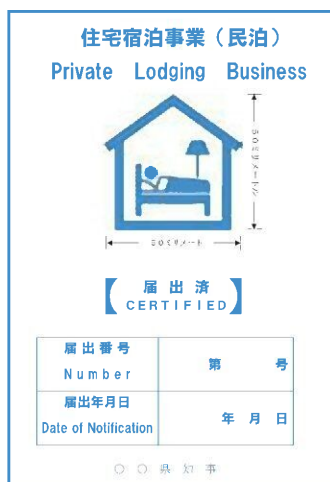 住宅宿泊事業（民泊）
Private Lodging Business
50ミリメートル
50ミリメート
【届出済
CERTIFIED】
届出番号
Number
第 号
届出年月日
Date of Notification
年 月 日
○ ○ 県 知 事